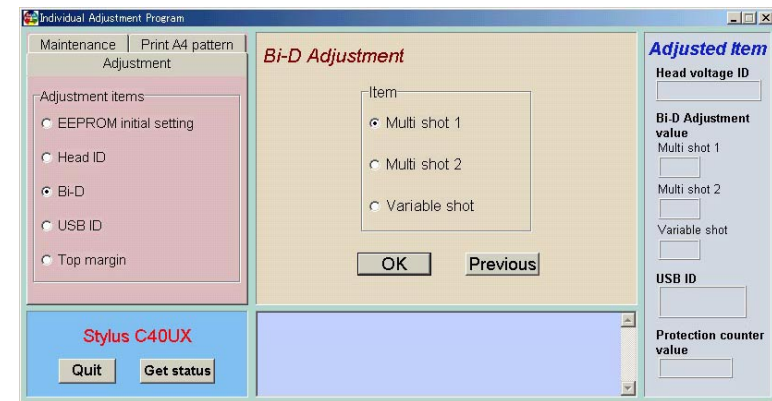 Individual Adjustment Program
Maintenance
Print A4 pattern
Adjustment
Adjustment items
EEPROM initial setting
Head ID
Bi-D
USB ID
Top margin
Stylus C40UX
Quit
Get status
Bi-D Adjustment
Item
Multi shot 1
Multi shot 2
Variable shot
OK
Previous
Adjusted Item
Head voltage ID
Bi-D Adjustment
value
Multi shot 1
Multi shot 2
Variable shot
USB ID
Protection counter
value